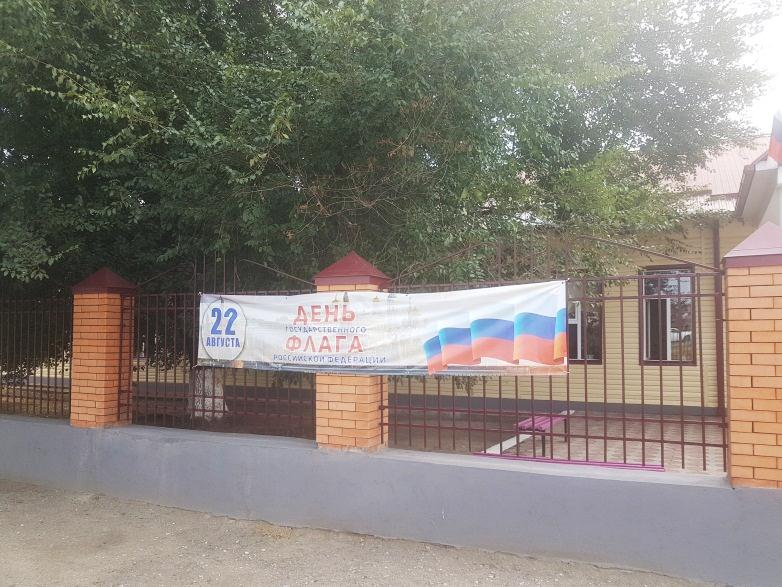 22
АВГУСТА
ДЕНЬ
ГОСУДАРСТВЕННОГО
ФЛАГА
РОССИЙСКОЙ ФЕДЕРАЦИИ